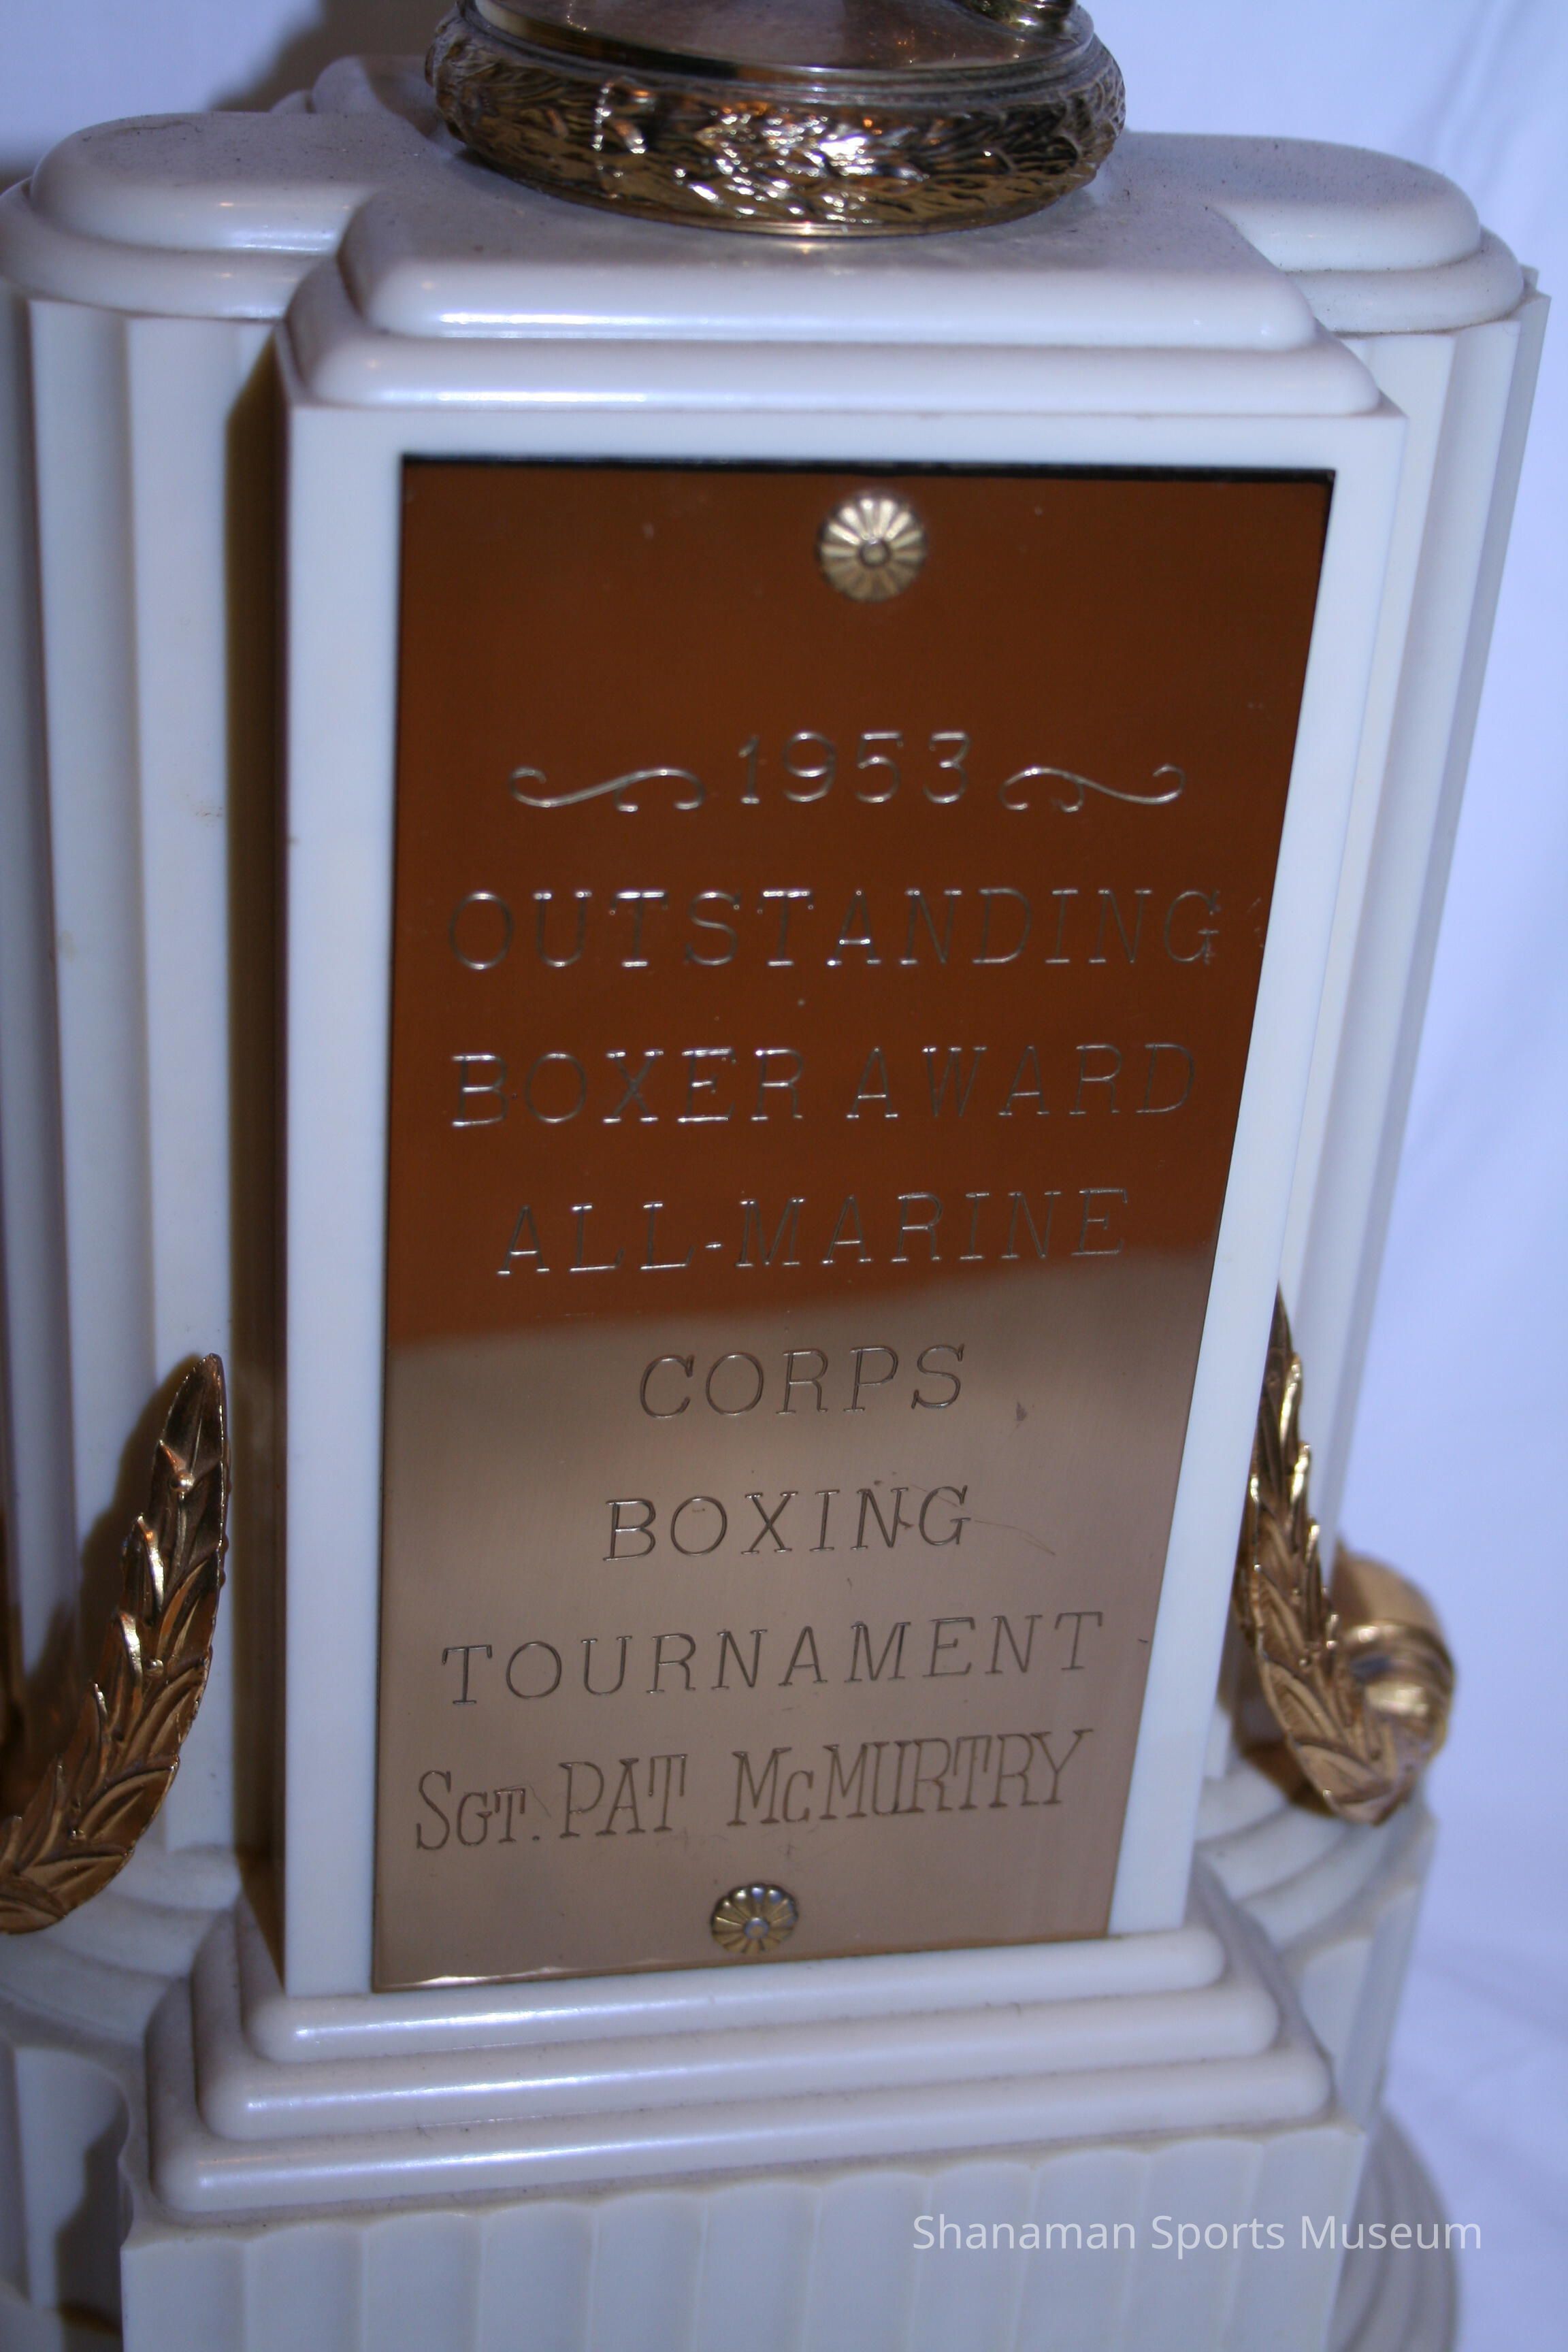 1953
OUTSTANDING
BOXER AWARD
ALL-MARINE
CORPS
BOXING
TOURNAMENT
SGT. PAT McMURTRY
Shanaman Sports Museum